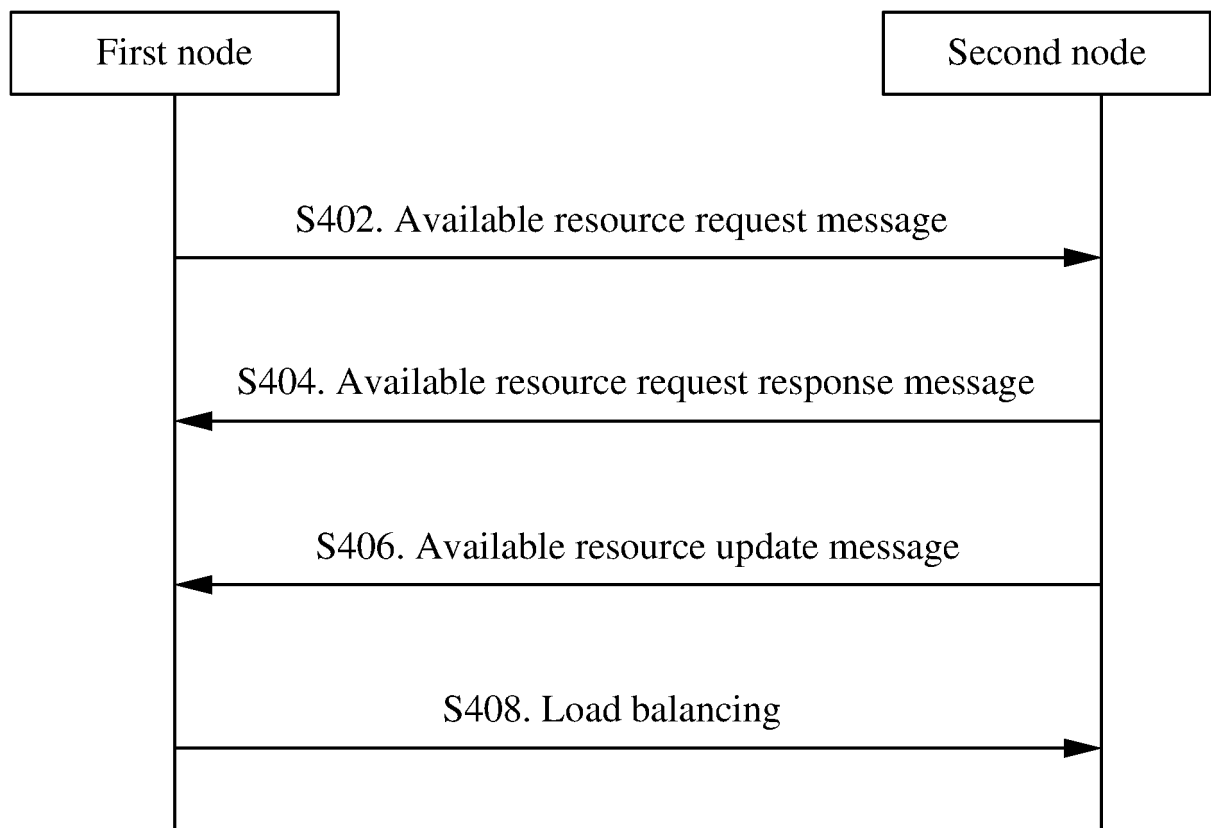 First node
Second node
S402. Available resource request message
S404. Available resource request response message
S406. Available resource update message
S408. Load balancing